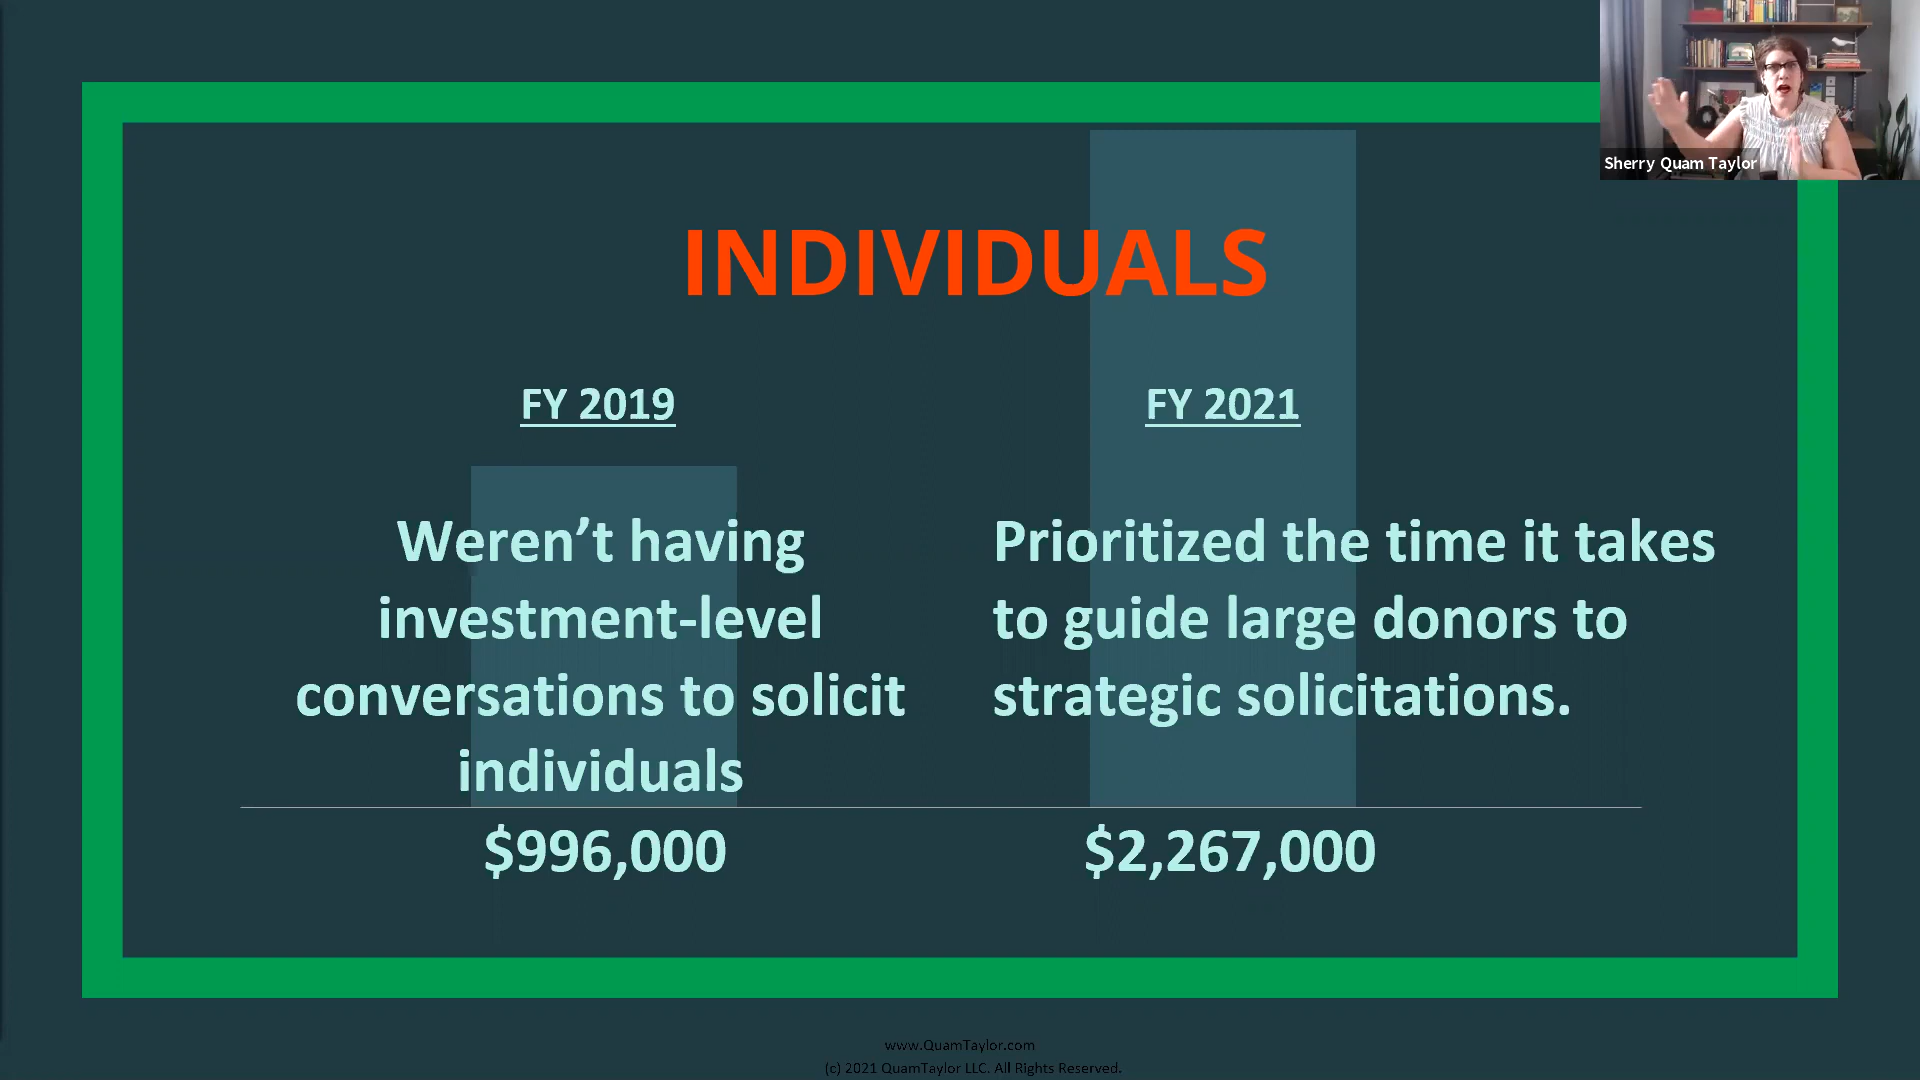 Sherry Quam Taylor
INDIVIDUALS
FY 2019
Weren’t having
investment-level
conversations to solicit
individuals
$996,000
FY 2021
Prioritized the time it takes
to guide large donors to
strategic solicitations.
$2,267,000
www.QuamTaylor.com
(c) 2021 QuamTaylor LLC. All Rights Reserved.